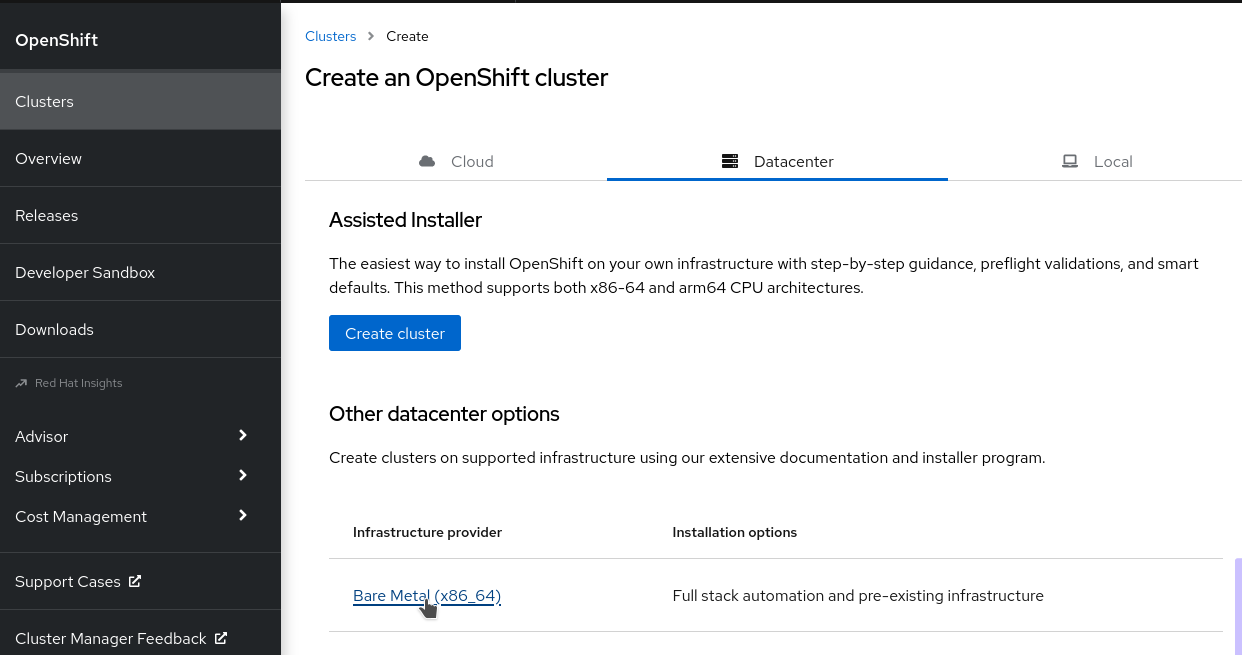 OpenShift
Clusters
Overview
Releases
Developer Sandbox
Downloads
Red Hat Insights
Advisor
Subscriptions
Cost Management
Support Cases
Cluster Manager Feedback
Clusters > Create
Create an OpenShift cluster
Cloud
Datacenter
Local
Assisted Installer
The easiest way to install OpenShift on your own infrastructure with step-by-step guidance, preflight validations, and smart
defaults. This method supports both x86-64 and arm64 CPU architectures.
Create cluster
Other datacenter options
Create clusters on supported infrastructure using our extensive documentation and installer program.
Infrastructure provider
Installation options
Bare Metal (x86_64)
Full stack automation and pre-existing infrastructure